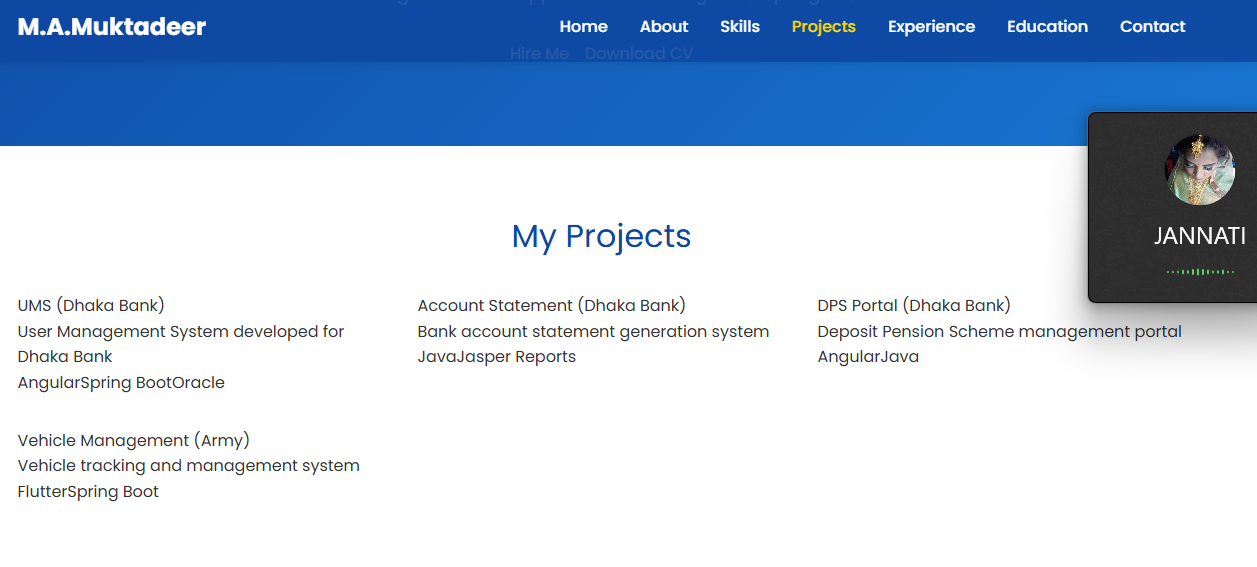 M.A.Muktadeer
Home About Skills Projects Experience Education Contact
Hire Me Download CV
JANNATI
My Projects
UMS (Dhaka Bank)
User Management System developed for
Dhaka Bank
AngularSpring BootOracle
Account Statement (Dhaka Bank)
Bank account statement generation system
JavaJasper Reports
DPS Portal (Dhaka Bank)
Deposit Pension Scheme management portal
AngularJava
Vehicle Management (Army)
Vehicle tracking and management system
FlutterSpring Boot